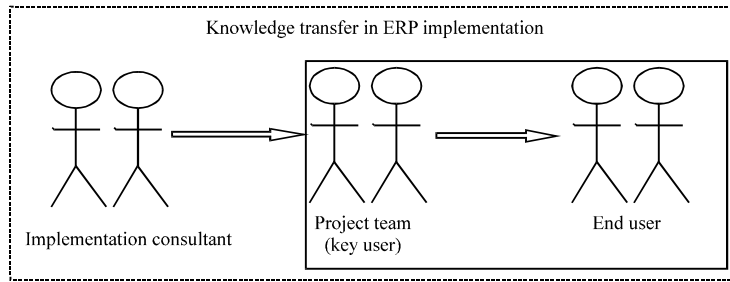 Knowledge transfer in ERP implementation
Implementation consultant
Project team
(key user)
End user